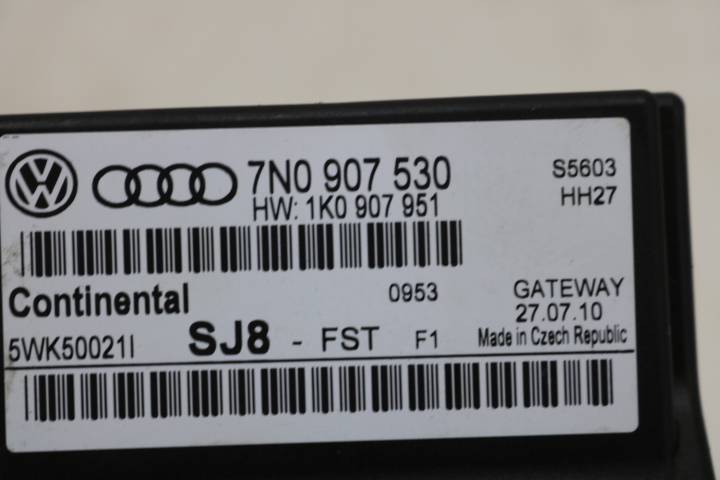 7N0 907 530
HW: 1K0 907 951
S5603
HH27
Continental
0953
GATEWAY
27.07.10
5WK50021I
SJ8 - FST F1
Made in Czech Republic